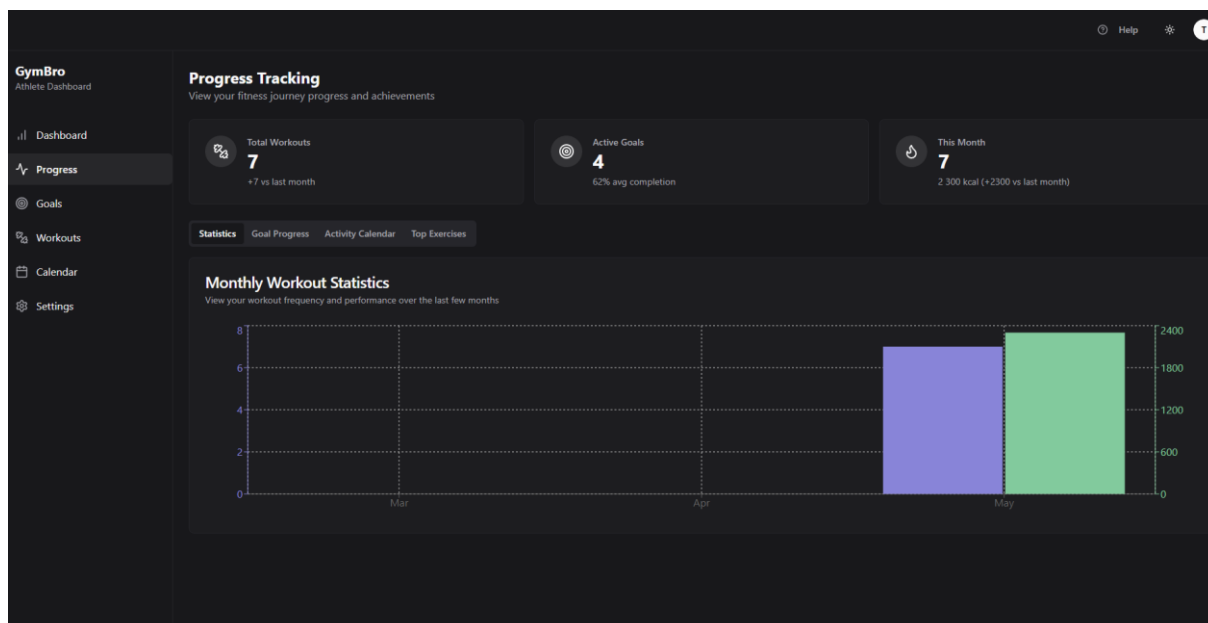 Help
T
GymBro
Athlete Dashboard
Dashboard
Progress
Goals
Workouts
Calendar
Settings
Progress Tracking
View your fitness journey progress and achievements
Total Workouts
7
+7 vs last month
Active Goals
4
62% avg completion
This Month
7
2 300 kcal (+2300 vs last month)
Statistics Goal Progress Activity Calendar Top Exercises
Monthly Workout Statistics
View your workout frequency and performance over the last few months
8 2400
6 1800
4 1200
2 600
0 0
Mar Apr May